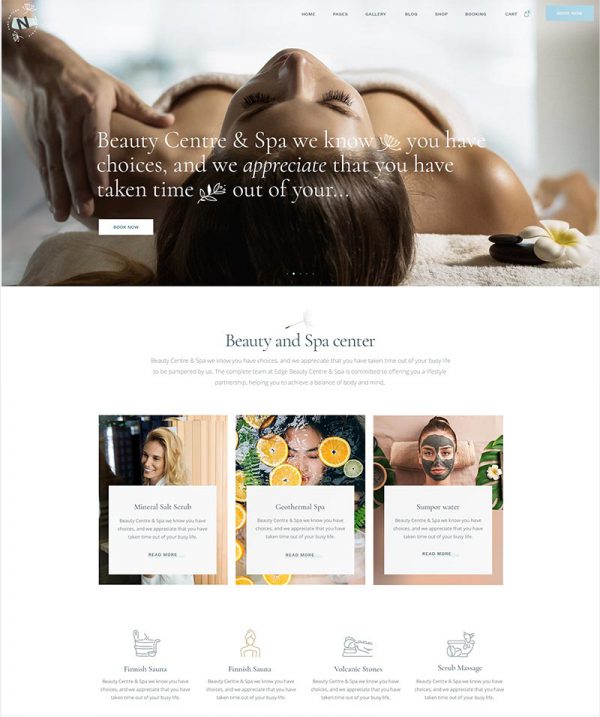 N
HOME PAGES GALLERY BLOG SHOP BOOKING CART BOOK NOW
Beauty Centre & Spa we know you have
choices, and we appreciate that you have
taken time out of your...
BOOK NOW
Beauty and Spa center
Beauty Centre & Spa we know you have choices, and we appreciate that you have taken time out of your busy life
to be pampered by us. The complete team at Edge Beauty Centre & Spa is committed to offering you a lifestyle
partnership, helping you to achieve a balance of body and mind.
Mineral Salt Scrub
Beauty Centre & Spa we know you have
choices, and we appreciate that you have
taken time out of your busy life.
READ MORE
Geothermal Spa
Beauty Centre & Spa we know you have
choices, and we appreciate that you have
taken time out of your busy life.
READ MORE
Sumpor water
Beauty Centre & Spa we know you have
choices, and we appreciate that you have
taken time out of your busy life.
READ MORE
Finnish Sauna
Beauty Centre & Spa we know you have
choices, and we appreciate that you have
taken time out of your busy life.
Finnish Sauna
Beauty Centre & Spa we know you have
choices, and we appreciate that you have
taken time out of your busy life.
Volcanic Stones
Beauty Centre & Spa we know you have
choices, and we appreciate that you have
taken time out of your busy life.
Scrub Massage
Beauty Centre & Spa we know you have
choices, and we appreciate that you have
taken time out of your busy life.